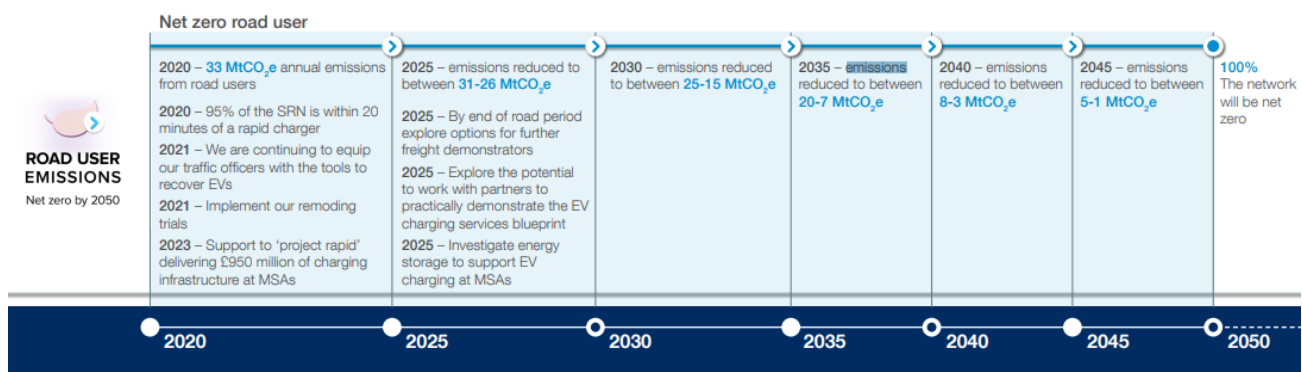 Net zero road user
ROAD USER
EMISSIONS
Net zero by 2050
2020 – 33 MtCO₂e annual emissions
from road users
2020 – 95% of the SRN is within 20
minutes of a rapid charger
2021 – We are continuing to equip
our traffic officers with the tools to
recover EVs
2021 – Implement our remoding
trials
2023 – Support to ‘project rapid’
delivering £950 million of charging
infrastructure at MSAs
2025 – emissions reduced to
between 31-26 MtCO₂e
2025 – By end of road period
explore options for further
freight demonstrators
2025 – Explore the potential
to work with partners to
practically demonstrate the EV
charging services blueprint
2025 – Investigate energy
storage to support EV
charging at MSAs
2030 – emissions reduced
to between 25-15 MtCO₂e
2035 – emissions
reduced to between
20-7 MtCO₂e
2040 – emissions
reduced to between
8-3 MtCO₂e
2045 – emissions
reduced to between
5-1 MtCO₂e
100%
The network
will be net
zero
2020
2025
2030
2035
2040
2045
2050